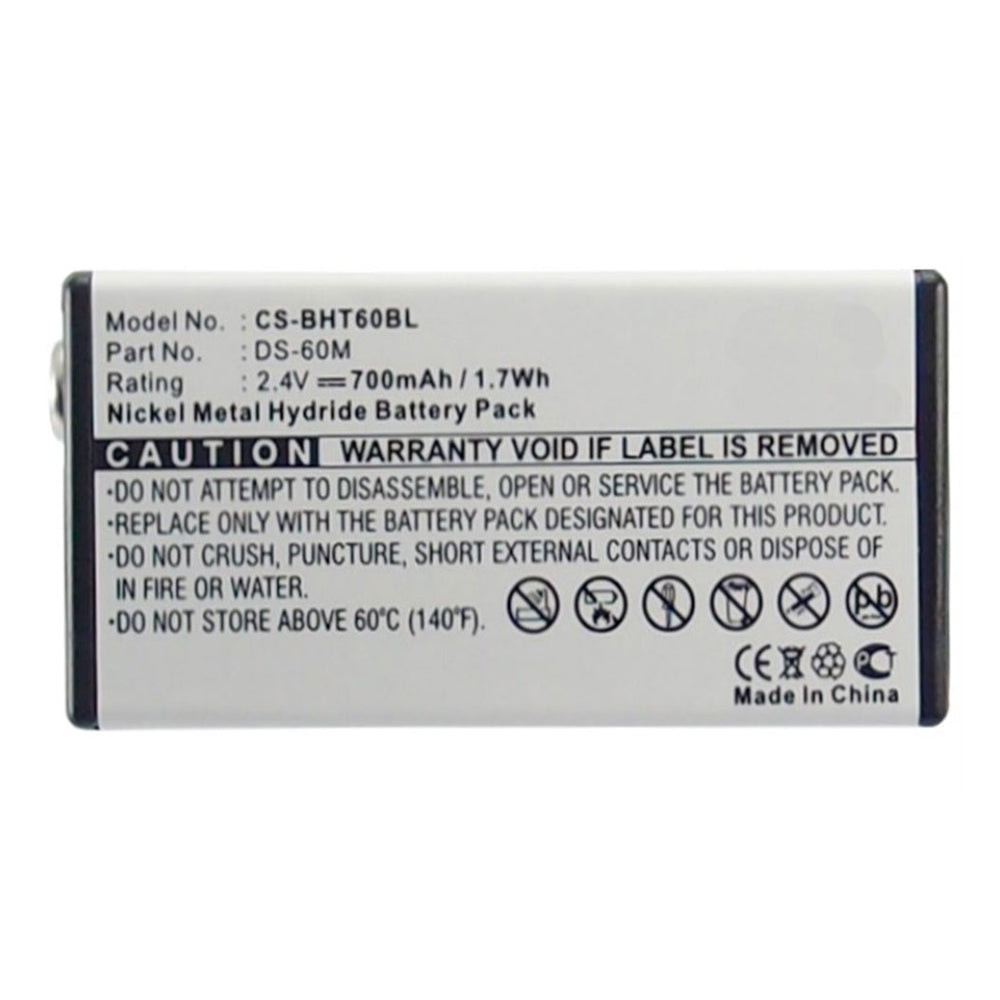 Model No. : CS-BHT60BL
Part No. : DS-60M
Rating : 2.4V ⎓ 700mAh / 1.7Wh
Nickel Metal Hydride Battery Pack
CAUTION WARRANTY VOID IF LABEL IS REMOVED
·DO NOT ATTEMPT TO DISASSEMBLE, OPEN OR SERVICE THE BATTERY PACK.
·REPLACE ONLY WITH THE BATTERY PACK DESIGNATED FOR THIS PRODUCT.
·DO NOT CRUSH, PUNCTURE, SHORT EXTERNAL CONTACTS OR DISPOSE OF
IN FIRE OR WATER.
·DO NOT STORE ABOVE 60°C (140°F).
Pb
CE
Made In China